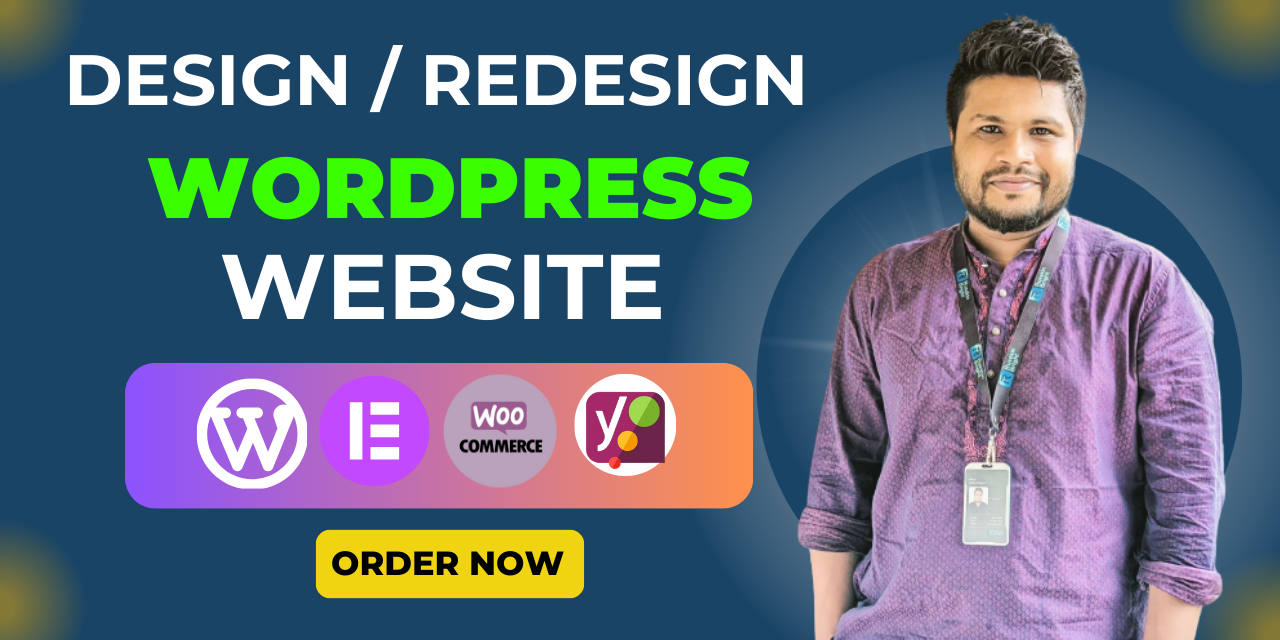 DESIGN / REDESIGN
WORDPRESS
WEBSITE
W
E
WOO
COMMERCE
y
ORDER NOW